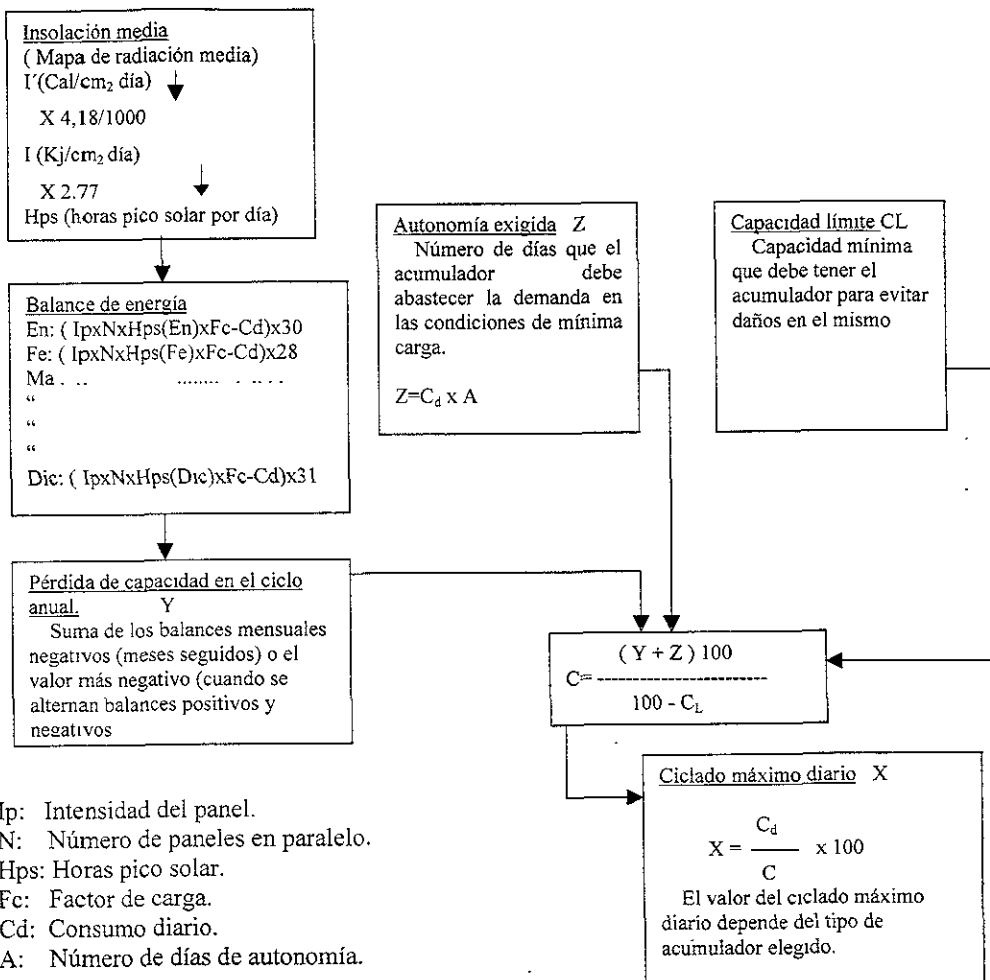 Insolación media
( Mapa de radiación media)
I´(Cal/cm2 día)
X 4,18/1000
I (Kj/cm2 día)
X 2.77
Hps (horas pico solar por día)
Balance de energía
En: ( IpxNxHps(En)xFc-Cd)x30
Fe: ( IpxNxHps(Fe)xFc-Cd)x28
Ma . .. ........ . .. . .
“
“
“
Dic: ( IpxNxHps(Dic)xFc-Cd)x31
Pérdida de capacidad en el ciclo
anual. Y
Suma de los balances mensuales
negativos (meses seguidos) o el
valor más negativo (cuando se
alternan balances positivos y
negativos
Autonomía exigida Z
Número de días que el
acumulador debe
abastecer la demanda en
las condiciones de mínima
carga.
Z=Cd x A
Capacidad límite CL
Capacidad mínima
que debe tener el
acumulador para evitar
daños en el mismo
( Y + Z ) 100
C= ------------------------
100 - CL
Ciclado máximo diario X
Cd
X = ―― x 100
C
El valor del ciclado máximo
diario depende del tipo de
acumulador elegido.
Ip: Intensidad del panel.
N: Número de paneles en paralelo.
Hps: Horas pico solar.
Fc: Factor de carga.
Cd: Consumo diario.
A: Número de días de autonomía.